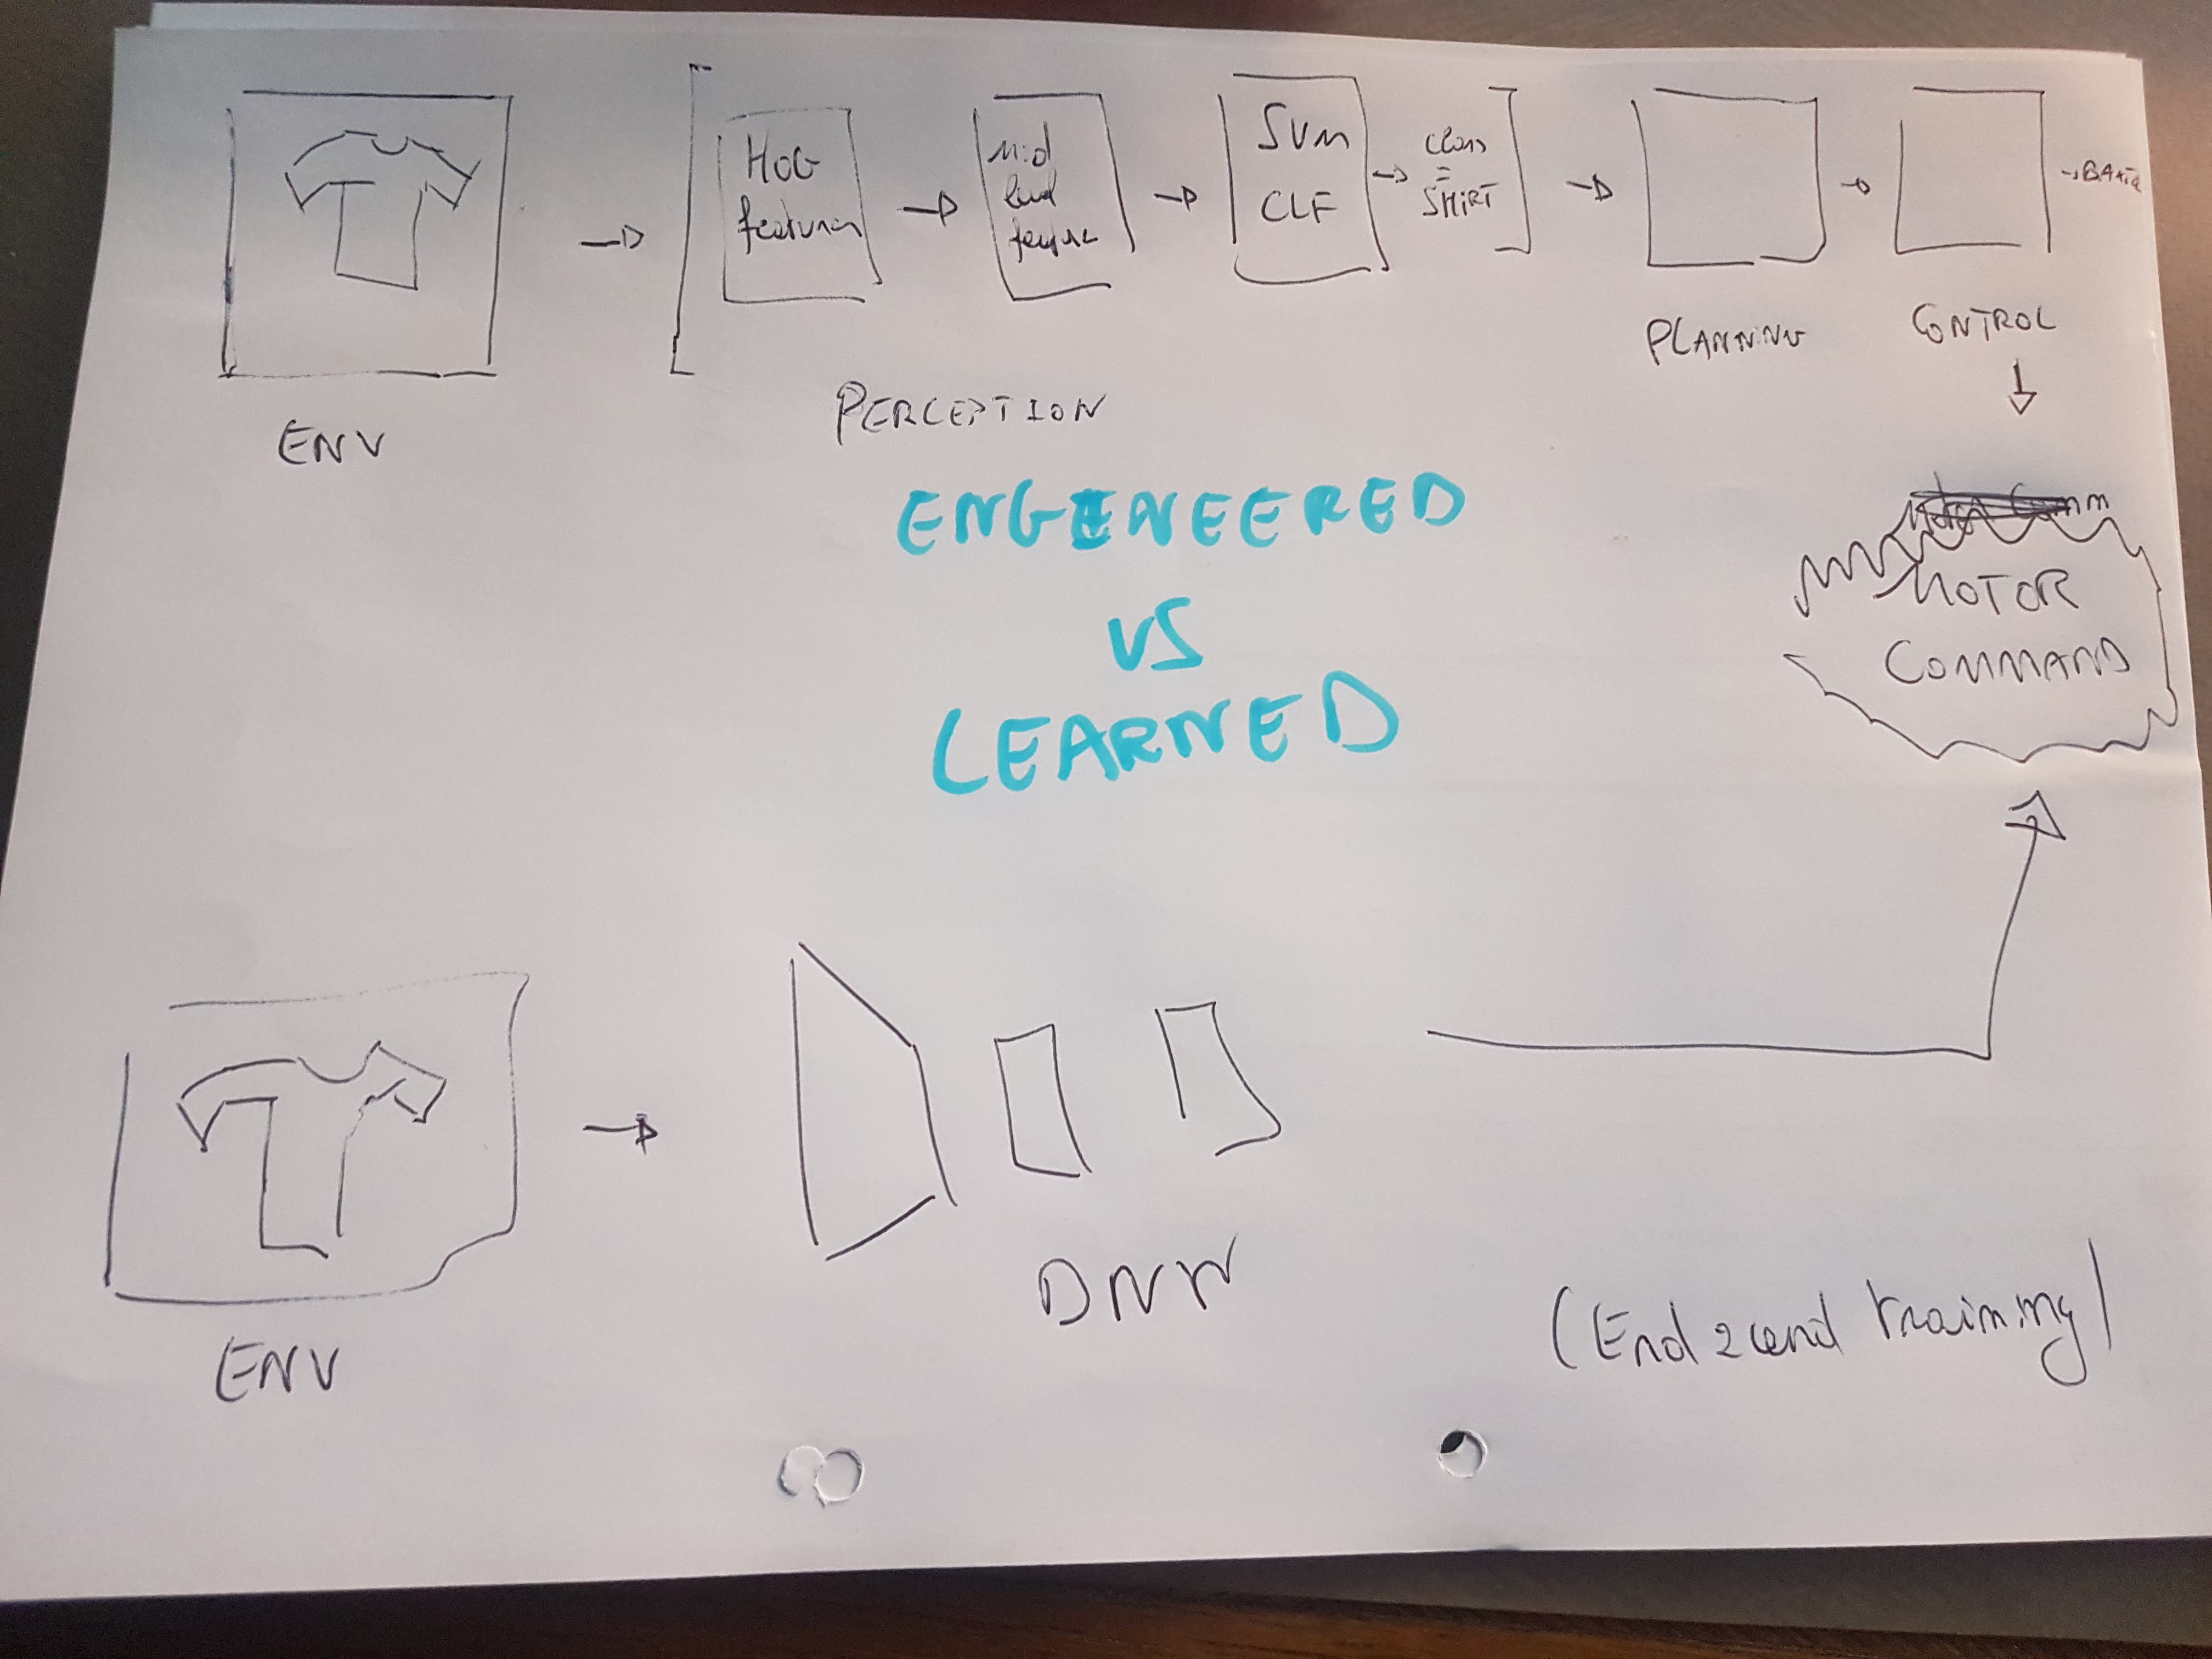 HOG
features
Mid
level
feature
SVM
CLF
Class
=
SHIRT
ENV
PERCEPTION
PLANNING
CONTROL
ENGINEERED
VS
LEARNED
MOTOR
COMMAND
ENV
DNN
(End 2 end training)